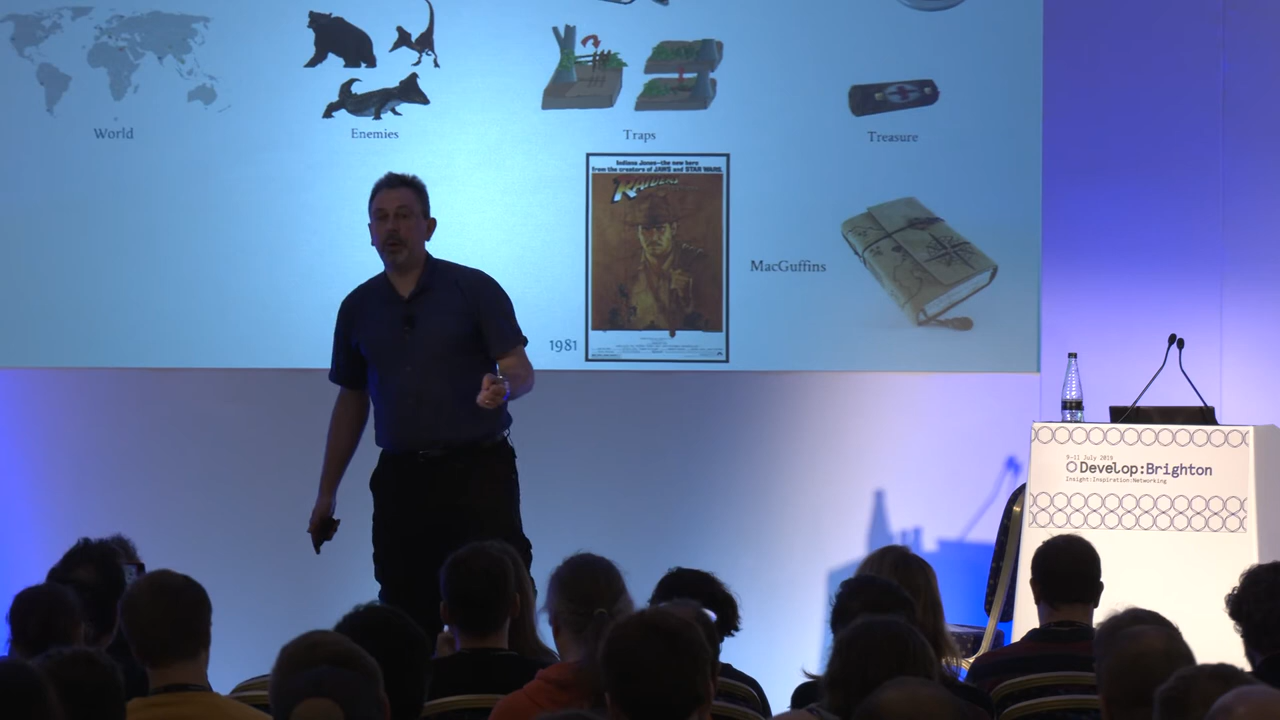 World
Enemies
Traps
Treasure
Indiana Jones-the new hero
from the creators of JAWS and STAR WARS.
RAIDERS
MacGuffins
1981
9-11 July 2019
Develop:Brighton
Insight:Inspiration:Networking